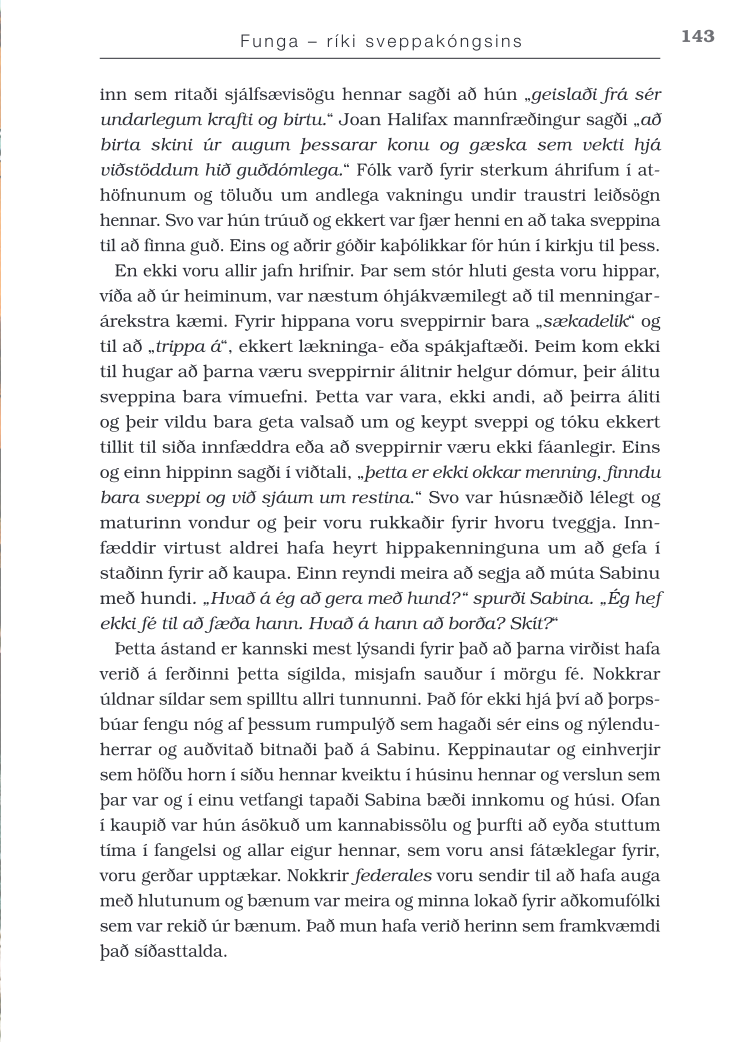 Funga – ríki sveppakóngsins
143
inn sem ritaði sjálfsævisögu hennar sagði að hún „geislaði frá sér
undarlegum krafti og birtu.“ Joan Halifax mannfræðingur sagði „að
birta skini úr augum þessarar konu og gæska sem vekti hjá
viðstöddum hið guðdómlega.“ Fólk varð fyrir sterkum áhrifum í at-
höfnunum og töluðu um andlega vakningu undir traustri leiðsögn
hennar. Svo var hún trúuð og ekkert var fjær henni en að taka sveppina
til að finna guð. Eins og aðrir góðir kaþólikkar fór hún í kirkju til þess.
En ekki voru allir jafn hrifnir. Þar sem stór hluti gesta voru hippar,
víða að úr heiminum, var næstum óhjákvæmilegt að til menningar-
árekstra kæmi. Fyrir hippana voru sveppirnir bara „sækadelik“ og
til að „trippa á“, ekkert lækninga- eða spákjaftæði. Þeim kom ekki
til hugar að þarna væru sveppirnir álitnir helgur dómur, þeir álitu
sveppina bara vímuefni. Þetta var vara, ekki andi, að þeirra áliti
og þeir vildu bara geta valsað um og keypt sveppi og tóku ekkert
tillit til siða innfæddra eða að sveppirnir væru ekki fáanlegir. Eins
og einn hippinn sagði í viðtali, „þetta er ekki okkar menning, finndu
bara sveppi og við sjáum um restina.“ Svo var húsnæðið lélegt og
maturinn vondur og þeir voru rukkaðir fyrir hvoru tveggja. Inn-
fæddir virtust aldrei hafa heyrt hippakenninguna um að gefa í
staðinn fyrir að kaupa. Einn reyndi meira að segja að múta Sabinu
með hundi. „Hvað á ég að gera með hund?“ spurði Sabina. „Ég hef
ekki fé til að fæða hann. Hvað á hann að borða? Skít?“
Þetta ástand er kannski mest lýsandi fyrir það að þarna virðist hafa
verið á ferðinni þetta sígilda, misjafn sauður í mörgu fé. Nokkrar
úldnar síldar sem spilltu allri tunnunni. Það fór ekki hjá því að þorps-
búar fengu nóg af þessum rumpulýð sem hagaði sér eins og nýlendu-
herrar og auðvitað bitnaði það á Sabinu. Keppinautar og einhverjir
sem höfðu horn í síðu hennar kveiktu í húsinu hennar og verslun sem
þar var og í einu vetfangi tapaði Sabina bæði innkomu og húsi. Ofan
í kaupið var hún ásökuð um kannabissölu og þurfti að eyða stuttum
tíma í fangelsi og allar eigur hennar, sem voru ansi fátæklegar fyrir,
voru gerðar upptækar. Nokkrir federales voru sendir til að hafa auga
með hlutunum og bænum var meira og minna lokað fyrir aðkomufólki
sem var rekið úr bænum. Það mun hafa verið herinn sem framkvæmdi
það síðasttalda.